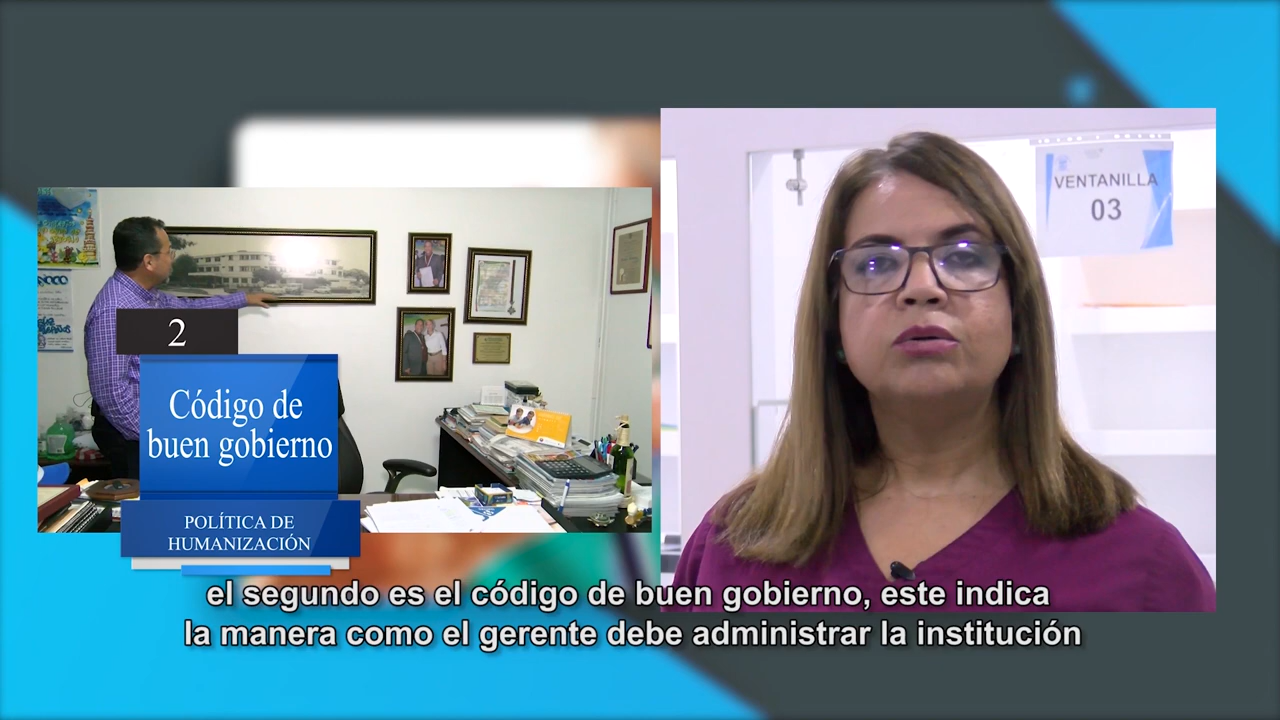 VENTANILLA
03
2
Código de
buen gobierno
POLÍTICA DE
HUMANIZACIÓN
el segundo es el código de buen gobierno, este indica
la manera como el gerente debe administrar la institución